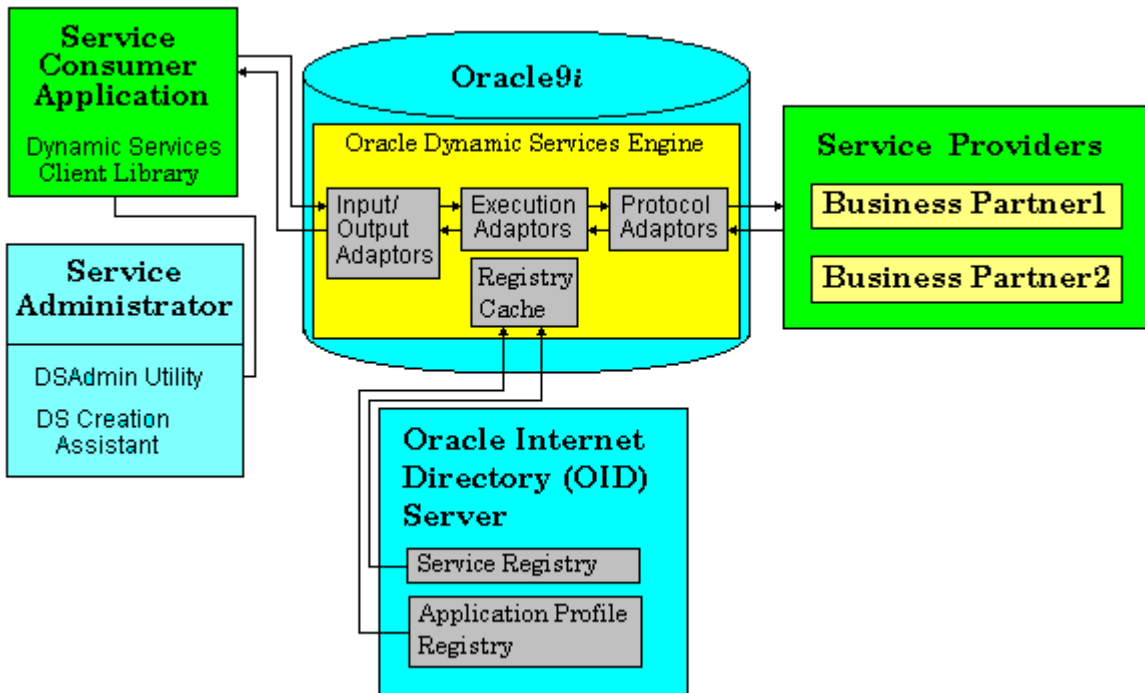 Service
Consumer
Application
Dynamic Services
Client Library
Service
Administrator
DSAdmin Utility
DS Creation
Assistant
Oracle9i
Oracle Dynamic Services Engine
Input/
Output
Adaptors
Execution
Adaptors
Protocol
Adaptors
Registry
Cache
Service Providers
Business Partner1
Business Partner2
Oracle Internet
Directory (OID)
Server
Service Registry
Application Profile
Registry